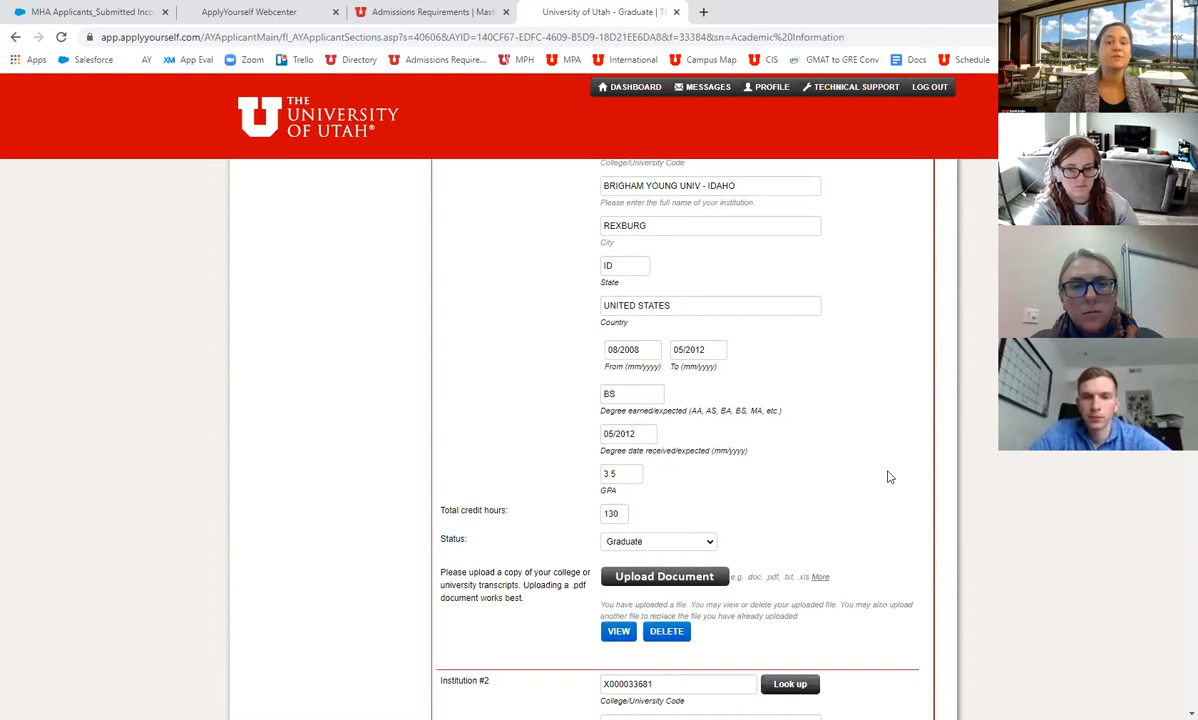 MHA Applicants_Submitted Inco
ApplyYourself Webcenter
Admissions Requirements | Mast
University of Utah - Graduate | T
app.applyyourself.com/AYApplicantMain/fl_AYApplicantSections.asp?s=40606&AYID=140CF67-EDFC-4609-B5D9-18D21EE6DA8&f=33384&sn=Academic%20Information
Apps
Salesforce
AY
App Eval
Zoom
Trello
Directory
Admissions Require...
MPH
MPA
International
Campus Map
CIS
GMAT to GRE Conv
Docs
Schedule
DASHBOARD
MESSAGES
PROFILE
TECHNICAL SUPPORT
LOG OUT
THE
UNIVERSITY
OF UTAH®
College/University Code
BRIGHAM YOUNG UNIV - IDAHO
Please enter the full name of your institution.
REXBURG
City
ID
State
UNITED STATES
Country
08/2008
05/2012
From (mm/yyyy)
To (mm/yyyy)
BS
Degree earned/expected (AA, AS, BA, BS, MA, etc.)
05/2012
Degree date received/expected (mm/yyyy)
3.5
GPA
Total credit hours:
130
Status:
Graduate
Please upload a copy of your college or
university transcripts. Uploading a .pdf
document works best.
Upload Document
e.g. .doc, .pdf, .txt, .xls More
You have uploaded a file. You may view or delete your uploaded file. You may also upload
another file to replace the file you have already uploaded.
VIEW
DELETE
Institution #2
X000033681
Look up
College/University Code